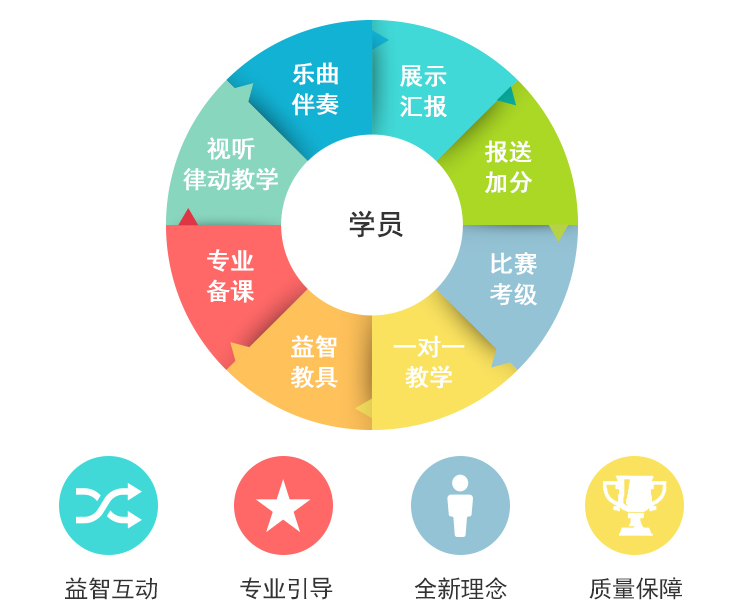 乐曲
伴奏
展示
汇报
视听
律动教学
报送
加分
学员
专业
备课
比赛
考级
益智
教具
一对一
教学
益智互动
专业引导
全新理念
质量保障